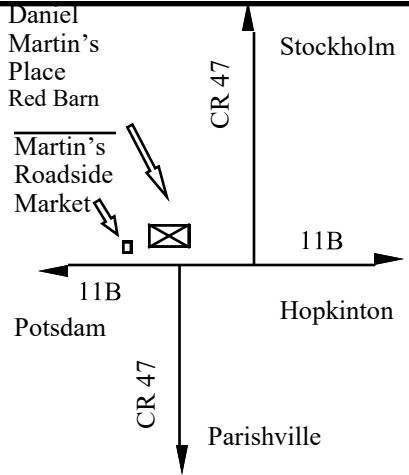 Daniel
Martin’s
Place
Red Barn
Martin’s
Roadside
Market
CR 47
Stockholm
11B
11B
Hopkinton
Potsdam
CR 47
Parishville